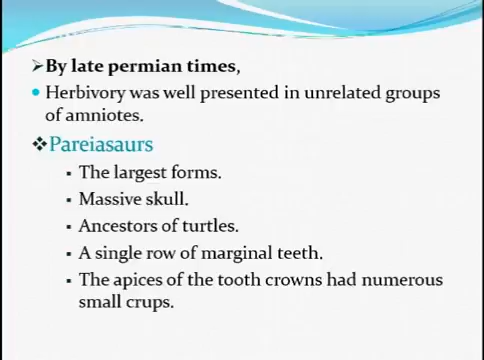 ➢By late permian times,
• Herbivory was well presented in unrelated groups
of amniotes.
❖Pareiasaurs
▪ The largest forms.
▪ Massive skull.
▪ Ancestors of turtles.
▪ A single row of marginal teeth.
▪ The apices of the tooth crowns had numerous
small crups.